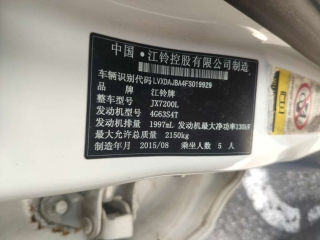 中国·江铃控股有限公司制造
车辆识别代码 LVXDAJBA4FS019929
品牌 江铃牌
整车型号 JX7200L
发动机型号 4G63S4T
发动机排量 1997mL 发动机最大净功率130kW
最大允许总质量 2150kg
制造年月 2015/08 乘坐人数 5 人